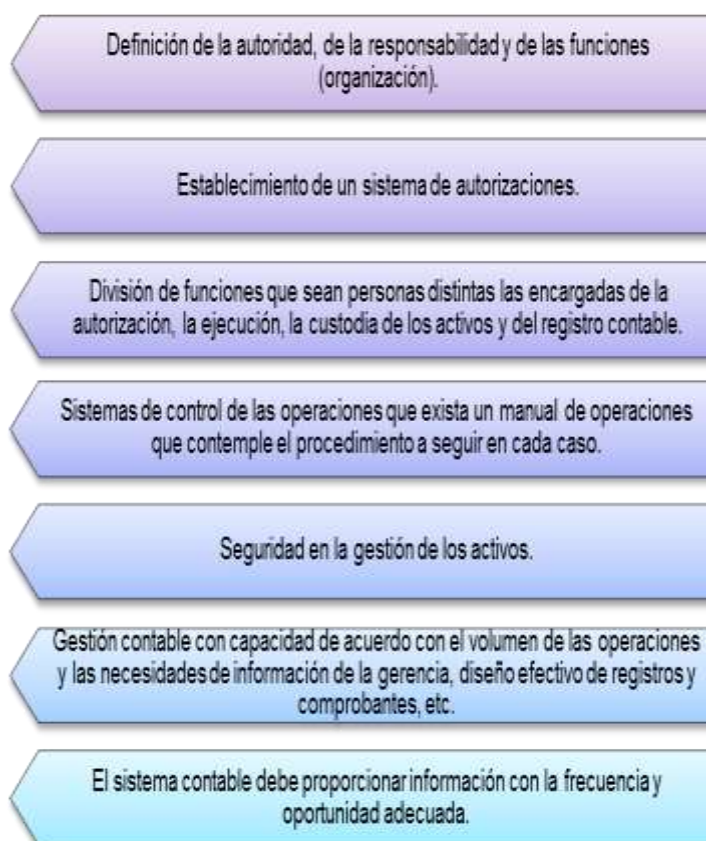 Definición de la autoridad, de la responsabilidad y de las funciones
(organización).
Establecimiento de un sistema de autorizaciones.
División de funciones que sean personas distintas las encargadas de la
autorización, la ejecución, la custodia de los activos y del registro contable.
Sistemas de control de las operaciones que exista un manual de operaciones
que contemple el procedimiento a seguir en cada caso.
Seguridad en la gestión de los activos.
Gestión contable con capacidad de acuerdo con el volumen de las operaciones
y las necesidades de información de la gerencia, diseño efectivo de registros y
comprobantes, etc.
El sistema contable debe proporcionar información con la frecuencia y
oportunidad adecuada.